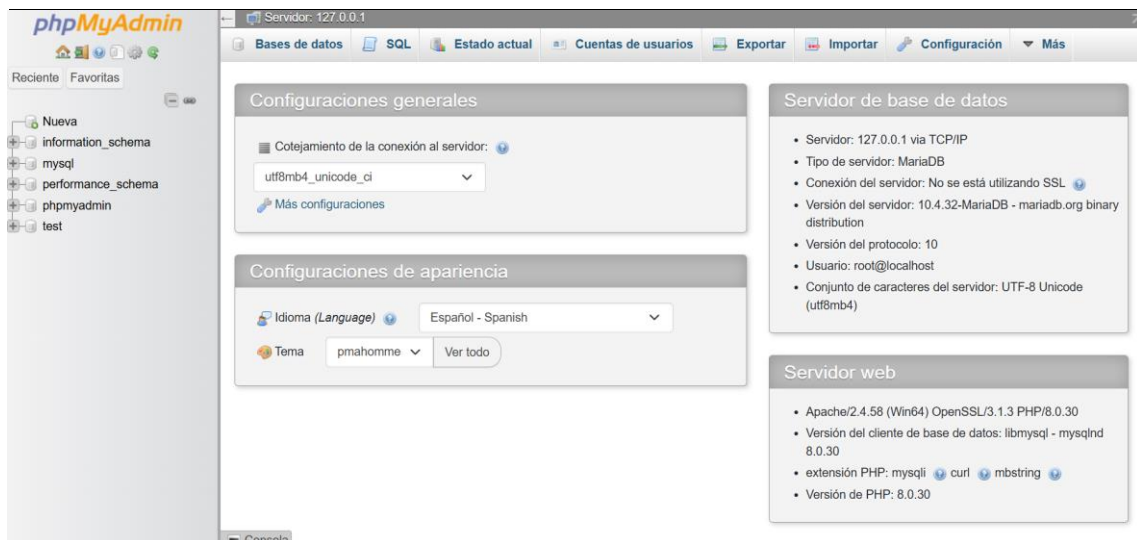 phpMyAdmin
Reciente Favoritas
Nueva
information_schema
mysql
performance_schema
phpmyadmin
test
Servidor: 127.0.0.1
Bases de datos SQL Estado actual Cuentas de usuarios Exportar Importar Configuración Más
Configuraciones generales
Cotejamiento de la conexión al servidor:
utf8mb4_unicode_ci
Más configuraciones
Configuraciones de apariencia
Idioma (Language) Español - Spanish
Tema pmahomme Ver todo
Servidor de base de datos
• Servidor: 127.0.0.1 via TCP/IP
• Tipo de servidor: MariaDB
• Conexión del servidor: No se está utilizando SSL
• Versión del servidor: 10.4.32-MariaDB - mariadb.org binary
distribution
• Versión del protocolo: 10
• Usuario: root@localhost
• Conjunto de caracteres del servidor: UTF-8 Unicode
(utf8mb4)
Servidor web
• Apache/2.4.58 (Win64) OpenSSL/3.1.3 PHP/8.0.30
• Versión del cliente de base de datos: libmysql - mysqlnd
8.0.30
• extensión PHP: mysqli curl mbstring
• Versión de PHP: 8.0.30
Consola